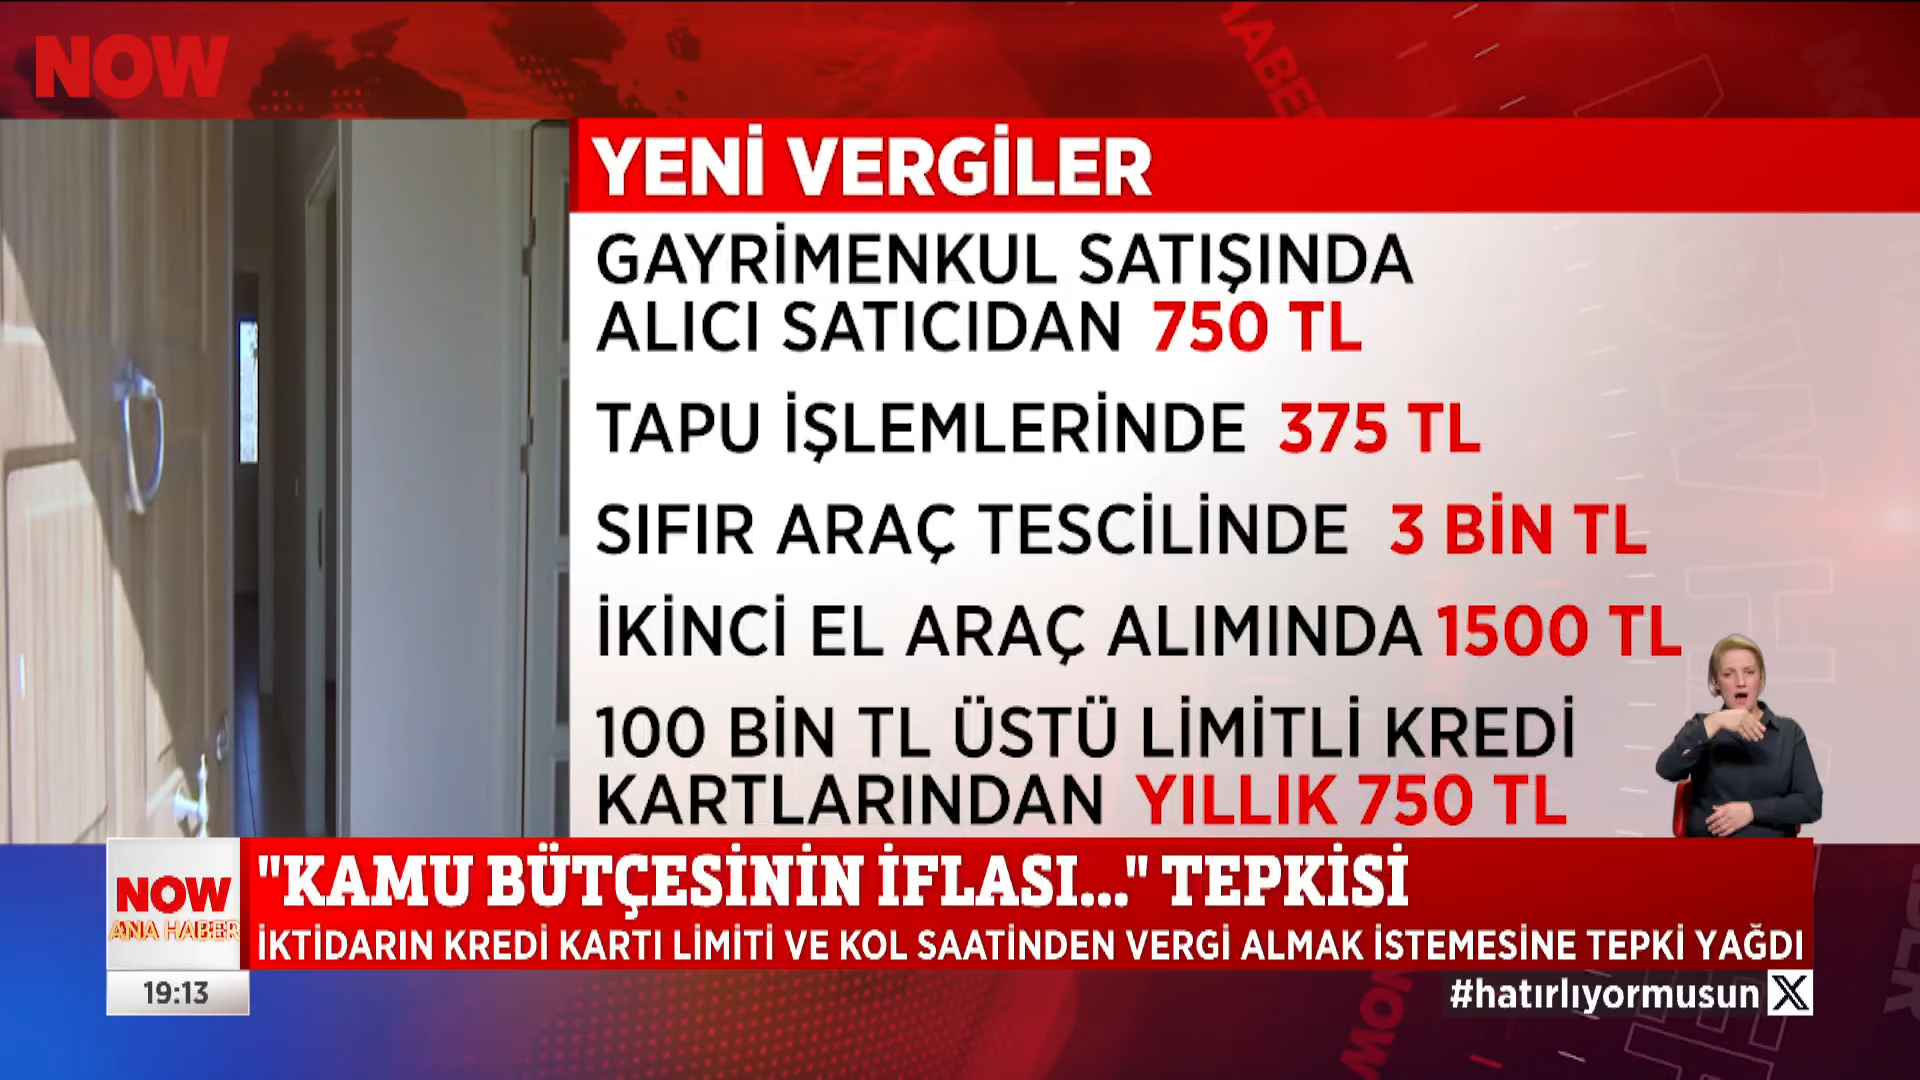 NOW
HABER
YENİ VERGİLER
GAYRİMENKUL SATIŞINDA
ALICI SATICIDAN 750 TL
TAPU İŞLEMLERİNDE 375 TL
SIFIR ARAÇ TESCİLİNDE 3 BİN TL
İKİNCİ EL ARAÇ ALIMINDA 1500 TL
100 BİN TL ÜSTÜ LİMİTLİ KREDİ
KARTLARINDAN YILLIK 750 TL
NOW
ANA HABER
"KAMU BÜTÇESİNİN İFLASI..." TEPKİSİ
İKTİDARIN KREDİ KARTI LİMİTİ VE KOL SAATİNDEN VERGİ ALMAK İSTEMESİNE TEPKİ YAĞDI
19:13
#hatırlıyormusun X
NOW